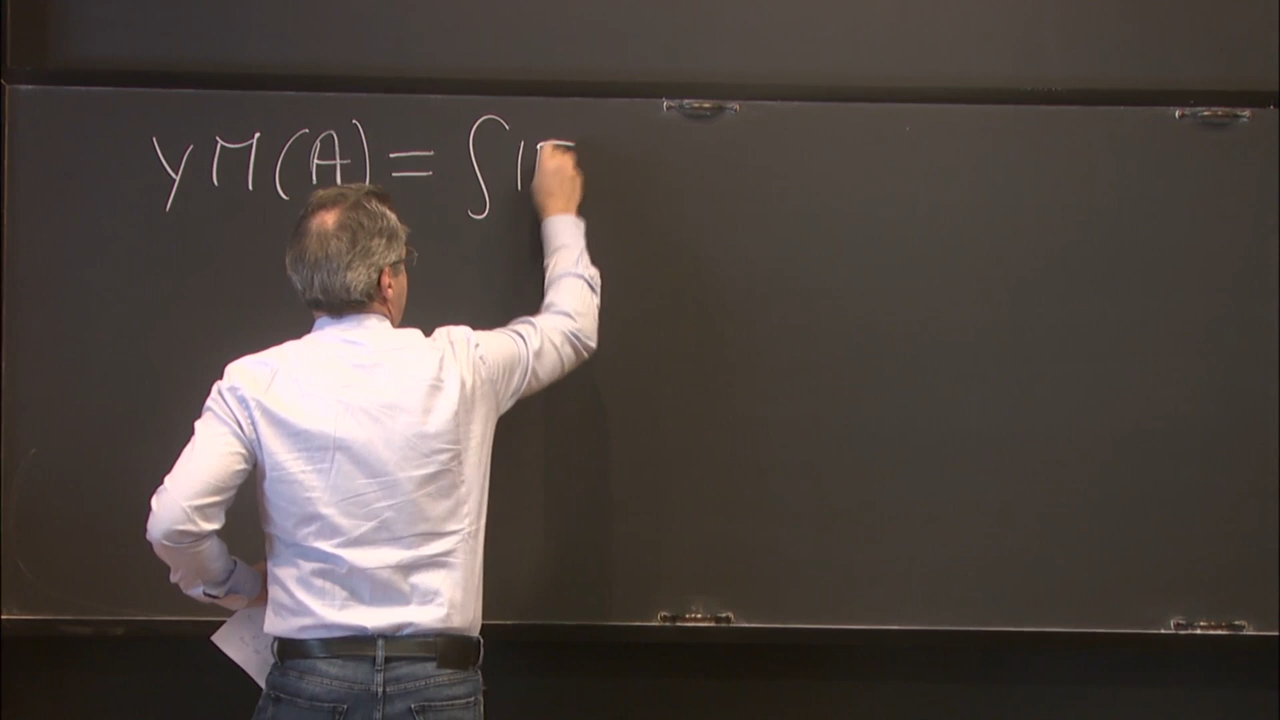 YM(A) = ∫|F